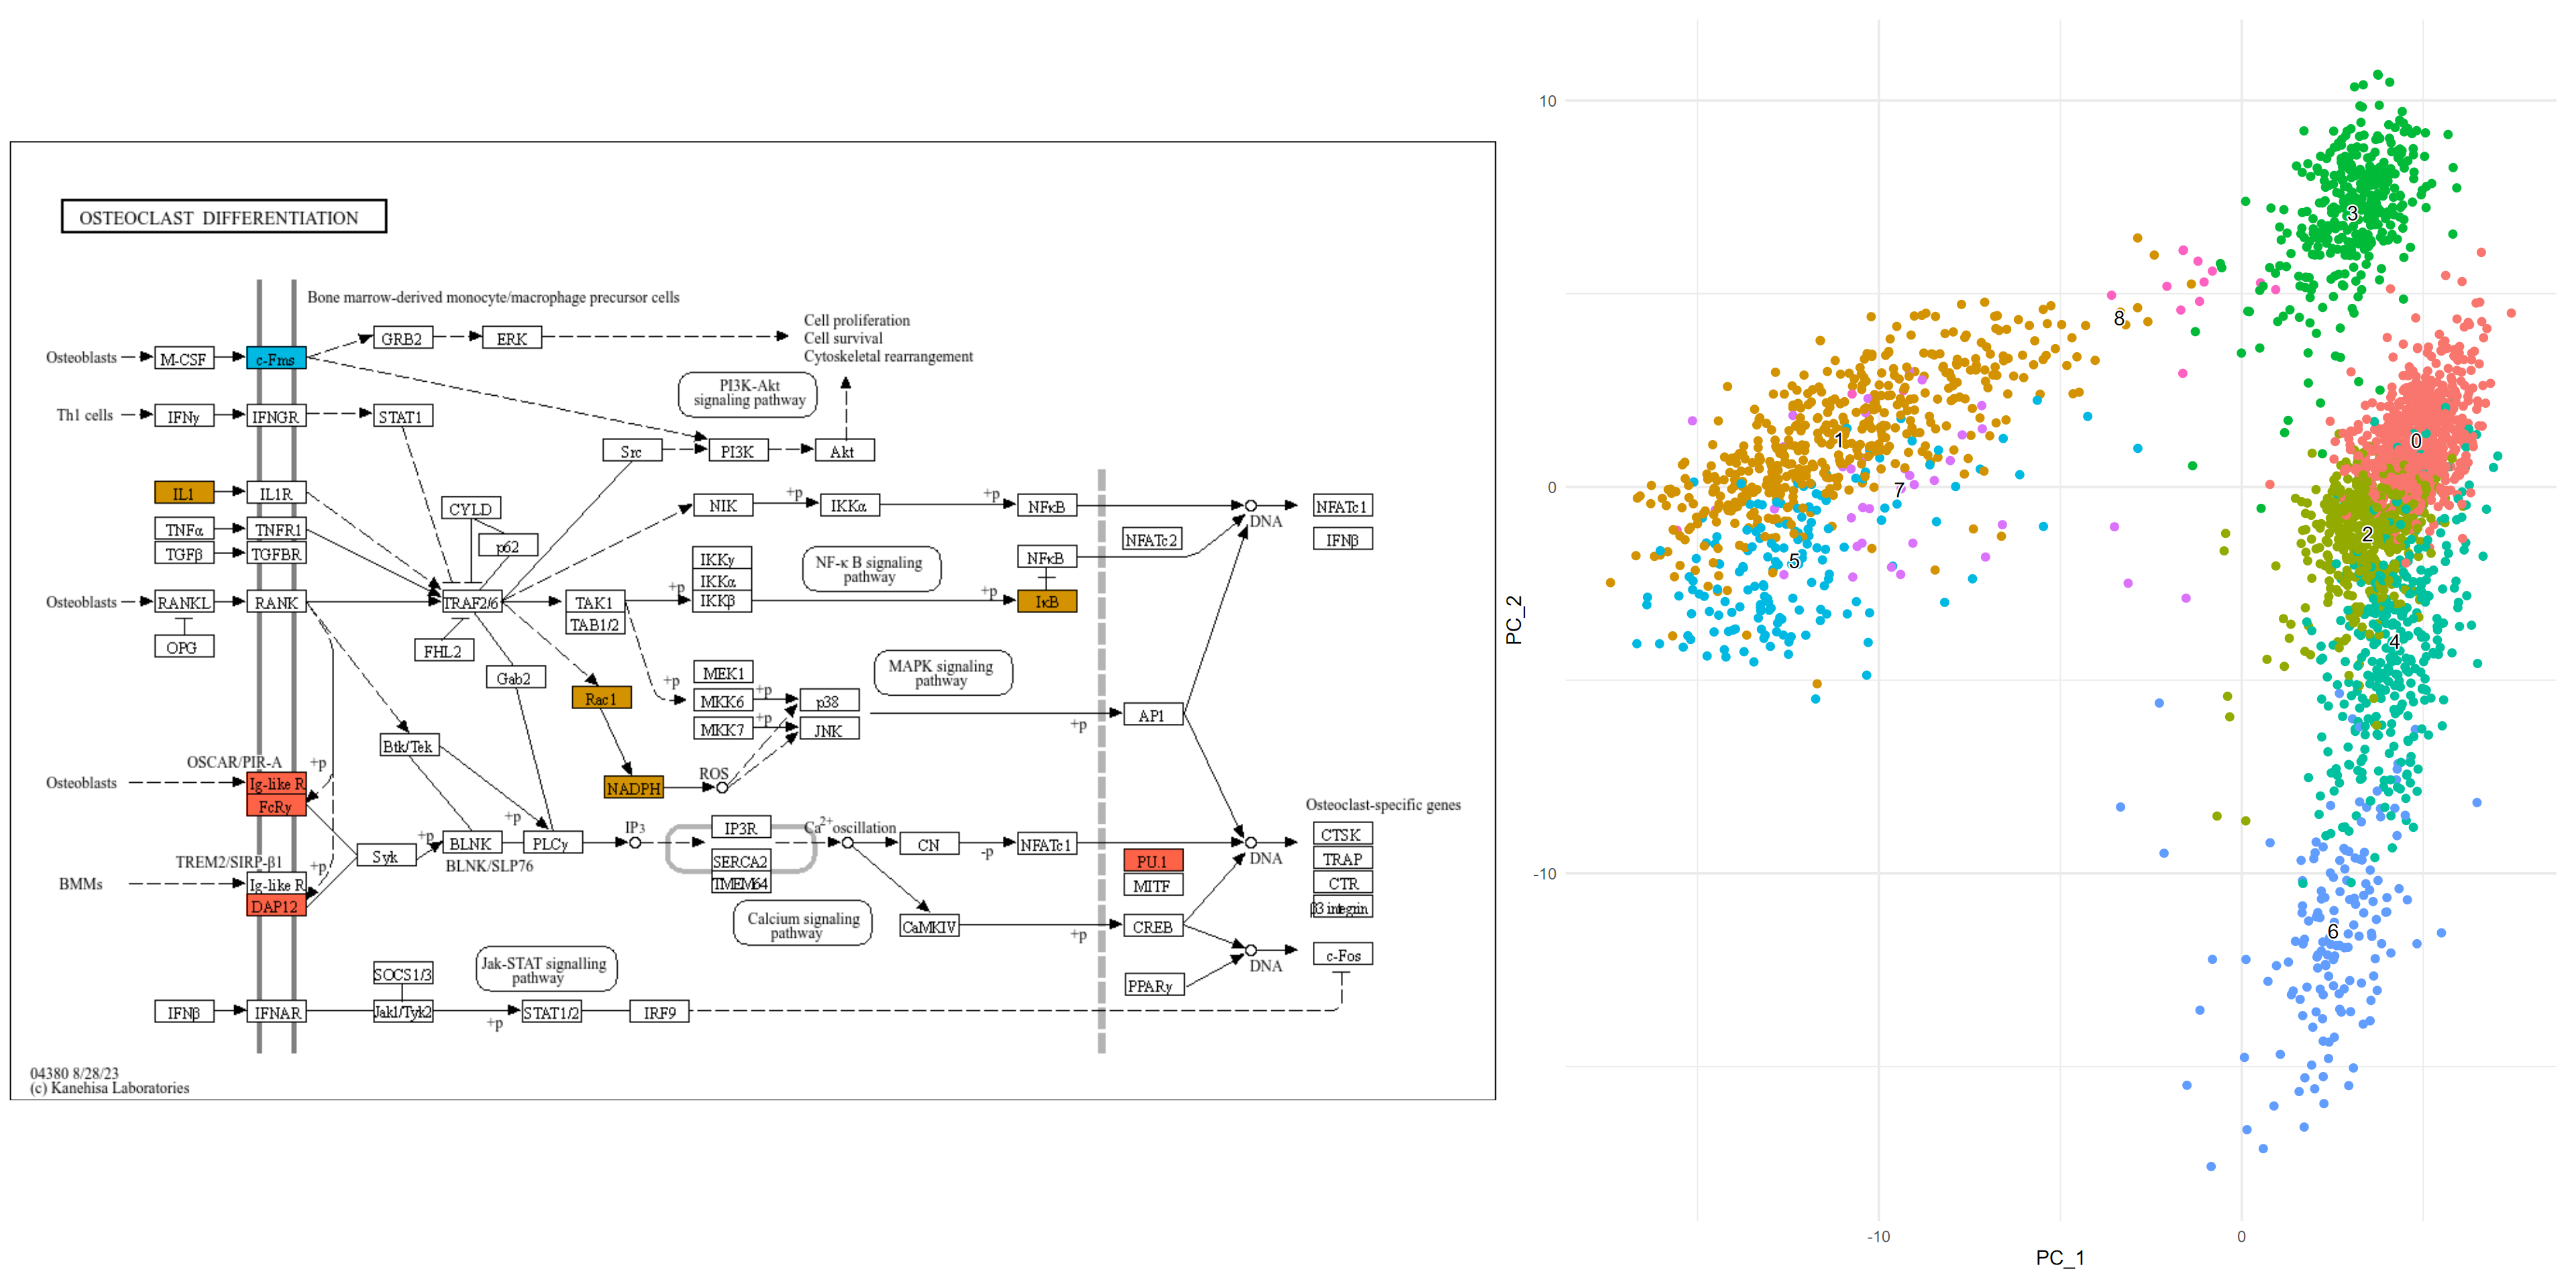 OSTEOCLAST DIFFERENTIATION
Bone marrow-derived monocyte/macrophage precursor cells
Osteoblasts
M-CSF
c-Fms
GRB2
ERK
Cell proliferation
Cell survival
Cytoskeletal rearrangement
Th1 cells
IFNγ
IFNGR
STAT1
PI3K-Akt
signaling pathway
Src
PI3K
Akt
IL1
IL1R
TNFα
TNFR1
TGFβ
TGFBR
CYLD
p62
NIK
+p
IKKα
+p
NFκB
DNA
NFATc1
NFATc2
IFNβ
IKKγ
IKKα
IKKβ
NF-κ B signaling
pathway
NFκB
Osteoblasts
RANKL
RANK
TRAF2/6
TAK1
TAB1/2
+p
+p
IκB
OPG
FHL2
Gab2
Rac1
+p
MEK1
MKK6
+p
p38
MKK7
+p
JNK
MAPK signaling
pathway
+p
AP1
Btk/Tek
OSCAR/PIR-A
+p
Osteoblasts
Ig-like R
FcRγ
NADPH
ROS
TREM2/SIRP-β1
+p
BMMs
Ig-like R
DAP12
Syk
+p
BLNK
BLNK/SLP76
+p
PLCγ
IP3
IP3R
SERCA2
TMEM64
Ca2+ oscillation
CN
-p
NFATc1
PU.1
MITF
DNA
Osteoclast-specific genes
CTSK
TRAP
CTR
β3 integrin
Calcium signaling
pathway
CaMKIV
+p
CREB
PPARγ
DNA
c-Fos
Jak-STAT signalling
pathway
SOCS1/3
IFNβ
IFNAR
Jak1/Tyk2
+p
STAT1/2
IRF9
04380 8/28/23
(c) Kanehisa Laboratories
PC_2
10
0
-10
3
8
1
0
7
2
5
4
6
-10
0
PC_1